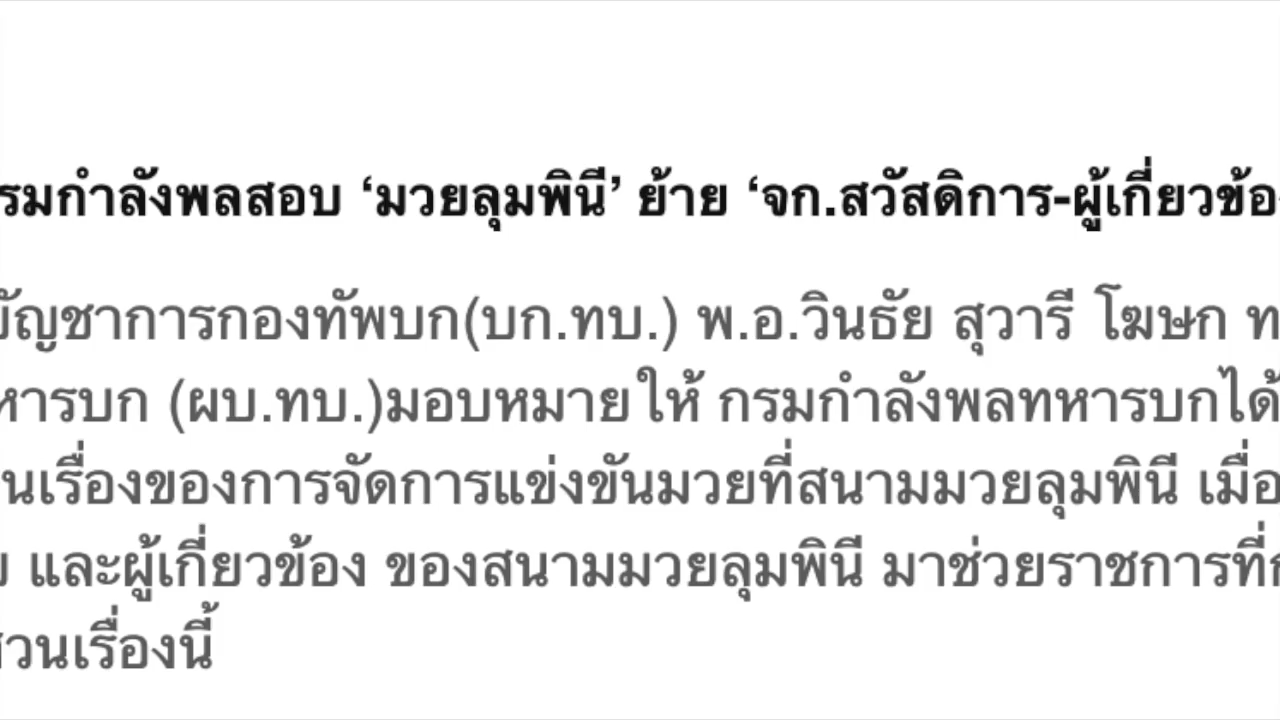 รมกำลังพลสอบ ‘มวยลุมพินี’ ย้าย ‘จก.สวัสดิการ-ผู้เกี่ยวข้อ
บัญชาการกองทัพบก(บก.ทบ.) พ.อ.วินธัย สุวารี โฆษก ท
หารบก (ผบ.ทบ.)มอบหมายให้ กรมกำลังพลทหารบกได้
นเรื่องของการจัดการแข่งขันมวยที่สนามมวยลุมพินี เมื่อ
และผู้เกี่ยวข้อง ของสนามมวยลุมพินี มาช่วยราชการที่ก
วนเรื่องนี้